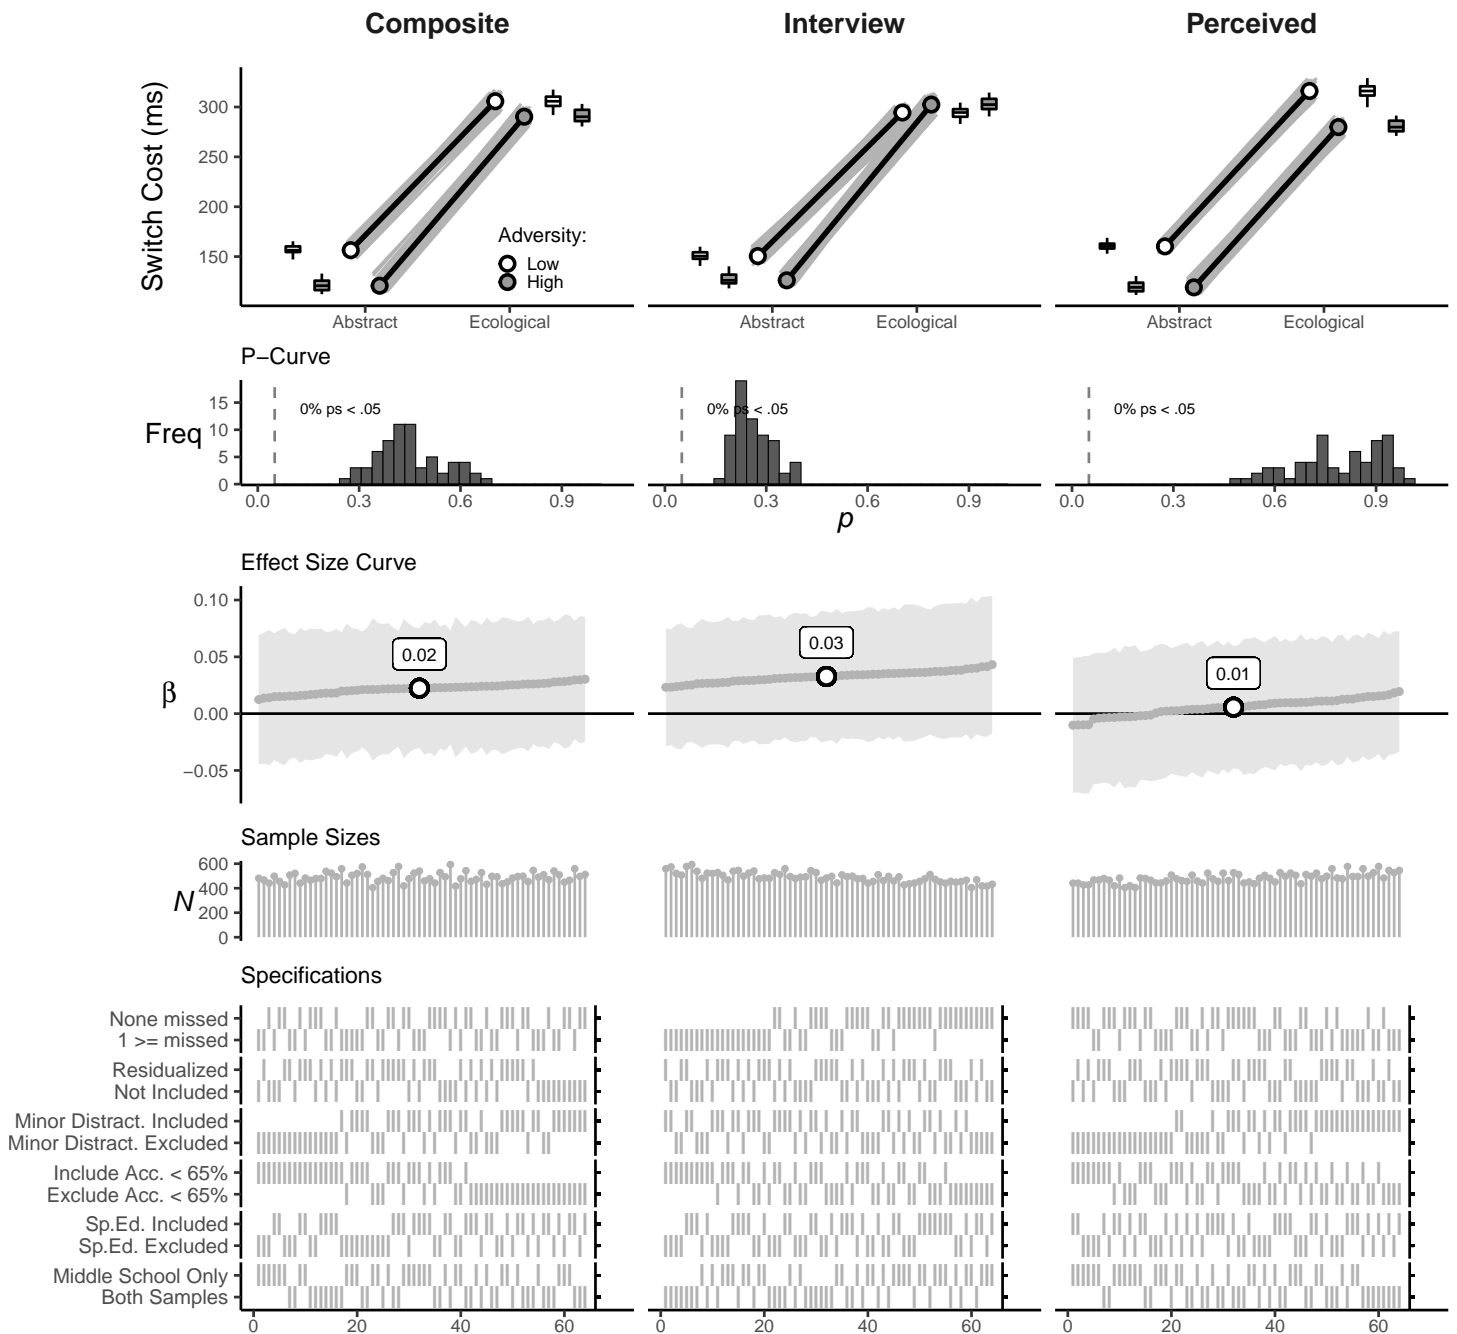 Composite Interview Perceived
Switch Cost (ms)
300
250
200
150
Adversity:
Low
High
Abstract Ecological Abstract Ecological Abstract Ecological
P−Curve
Freq
15
10
5
0
0% ps < .05 0% ps < .05 0% ps < .05
0.0 0.3 0.6 0.9 0.0 0.3 0.6 0.9 0.0 0.3 0.6 0.9
p
Effect Size Curve
β
0.10
0.05
0.00
−0.05
0.02 0.03 0.01
Sample Sizes
N
600
400
200
0
Specifications
None missed
1 >= missed
Residualized
Not Included
Minor Distract. Included
Minor Distract. Excluded
Include Acc. < 65%
Exclude Acc. < 65%
Sp.Ed. Included
Sp.Ed. Excluded
Middle School Only
Both Samples
0 20 40 60 0 20 40 60 0 20 40 60